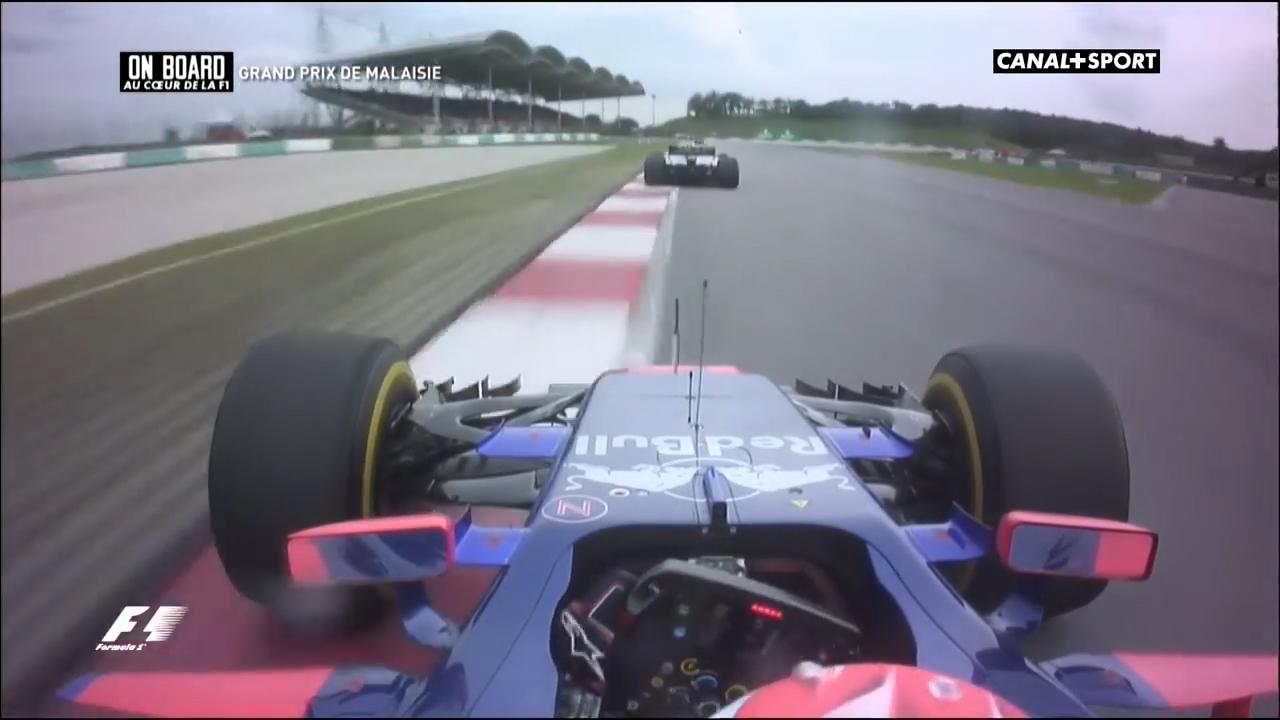 ON BOARD
AU CŒUR DE LA F1
GRAND PRIX DE MALAISIE
CANAL+SPORT
Red Bull
F1
Formula 1